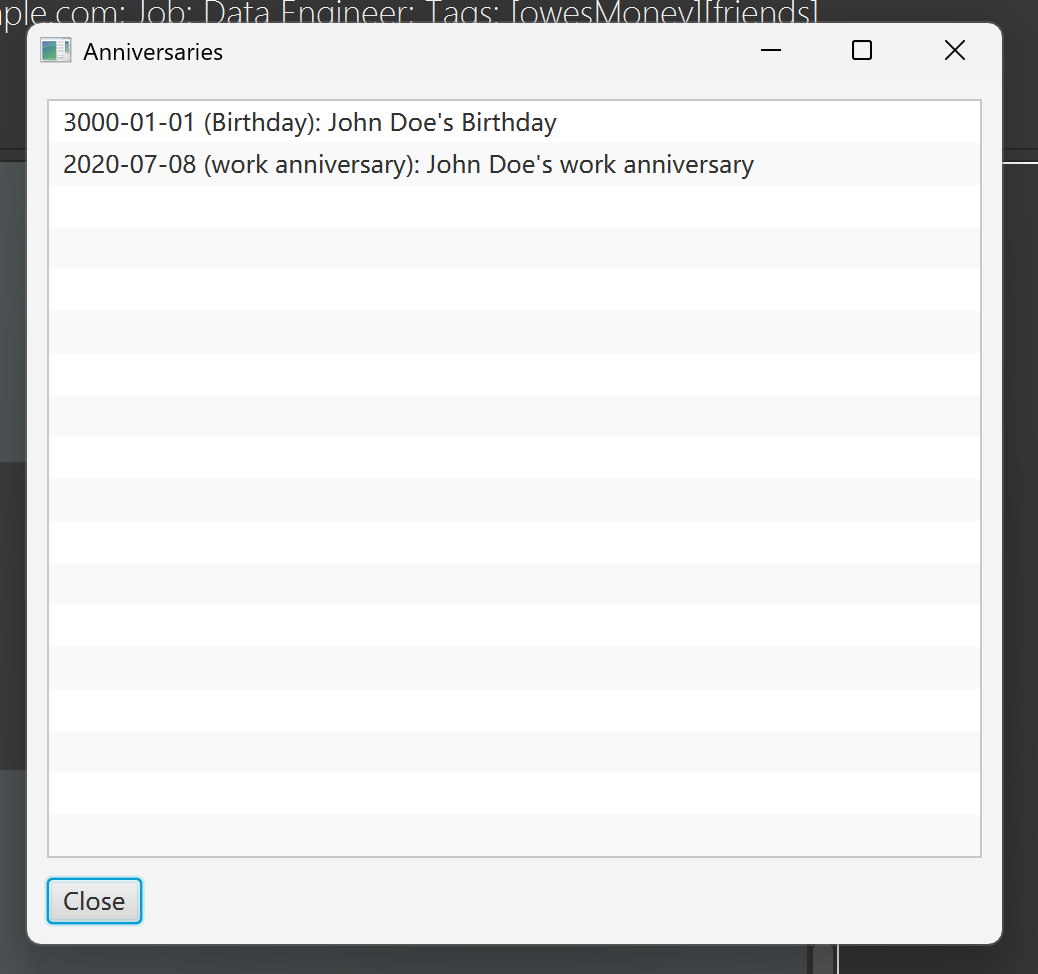 ple.com; Job: Data Engineer; Tags: [owesMoney][friends]
Anniversaries
3000-01-01 (Birthday): John Doe's Birthday
2020-07-08 (work anniversary): John Doe's work anniversary
Close